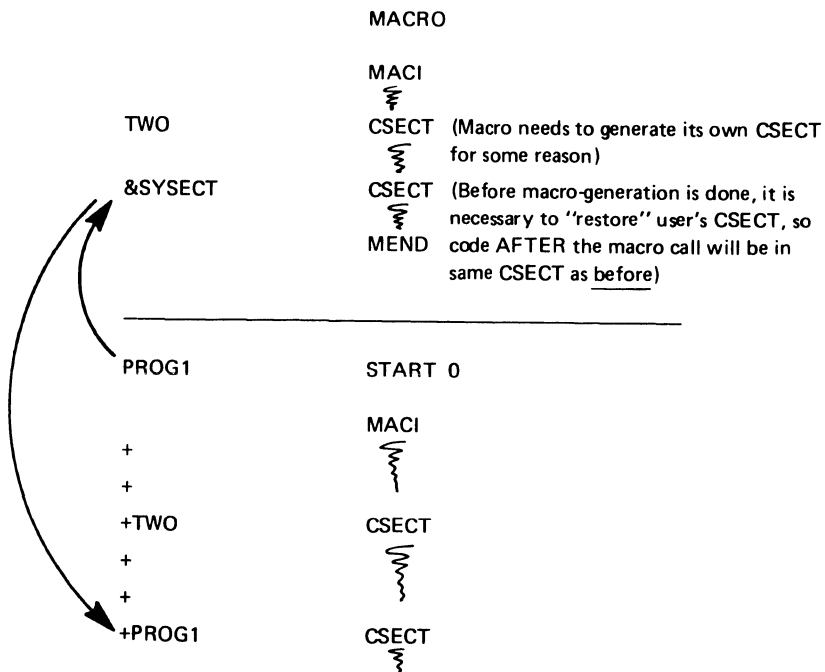 MACRO
MACI
TWO CSECT (Macro needs to generate its own CSECT
for some reason)
&SYSECT CSECT (Before macro-generation is done, it is
necessary to "restore" user's CSECT, so
MEND code AFTER the macro call will be in
same CSECT as before)
PROG1 START 0
MACI
+
+
+TWO CSECT
+
+
+PROG1 CSECT